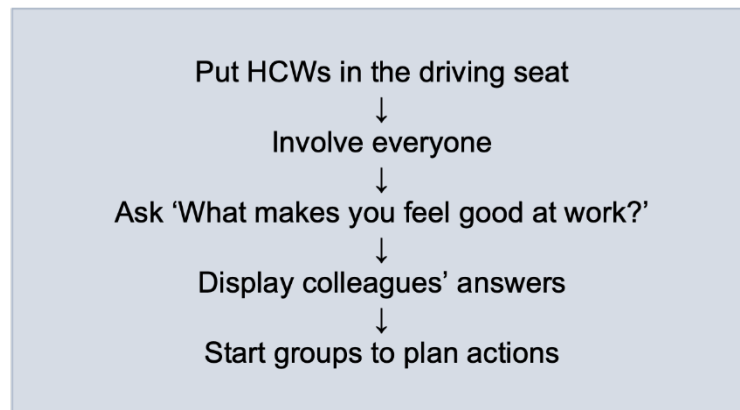 Put HCWs in the driving seat
↓
Involve everyone
↓
Ask ‘What makes you feel good at work?’
↓
Display colleagues’ answers
↓
Start groups to plan actions